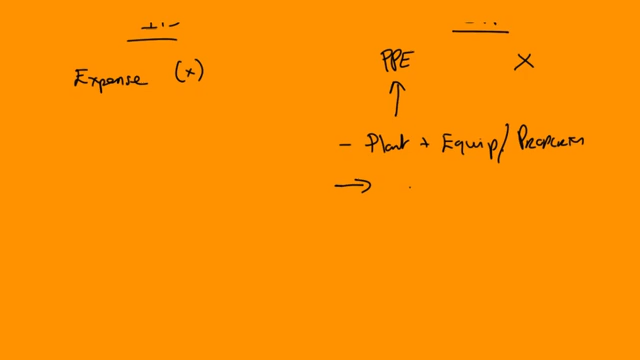 PPE X
Expense (x)
- Plant + Equip/ Property
→